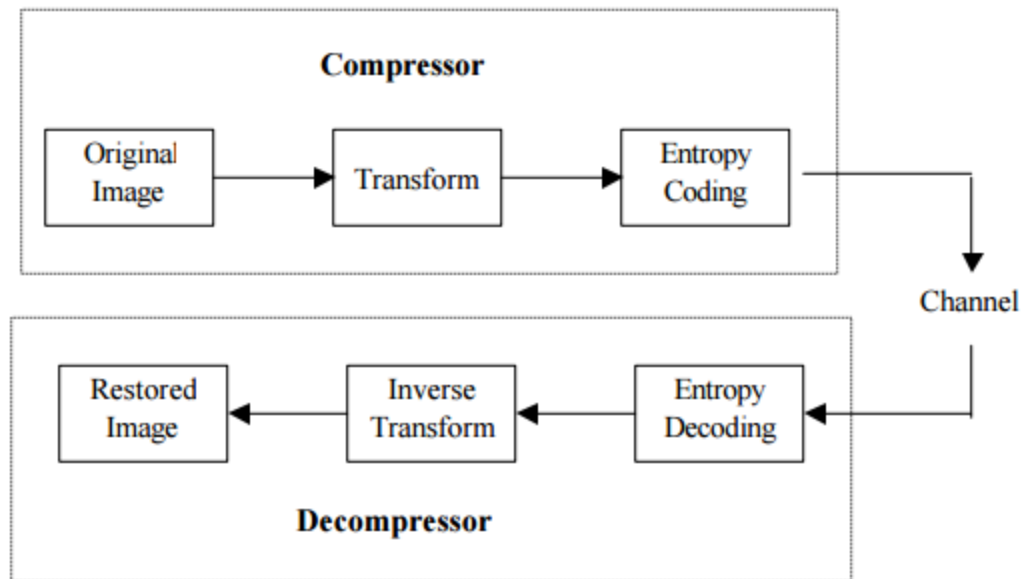 Compressor
Original
Image
Transform
Entropy
Coding
Channel
Restored
Image
Inverse
Transform
Entropy
Decoding
Decompressor